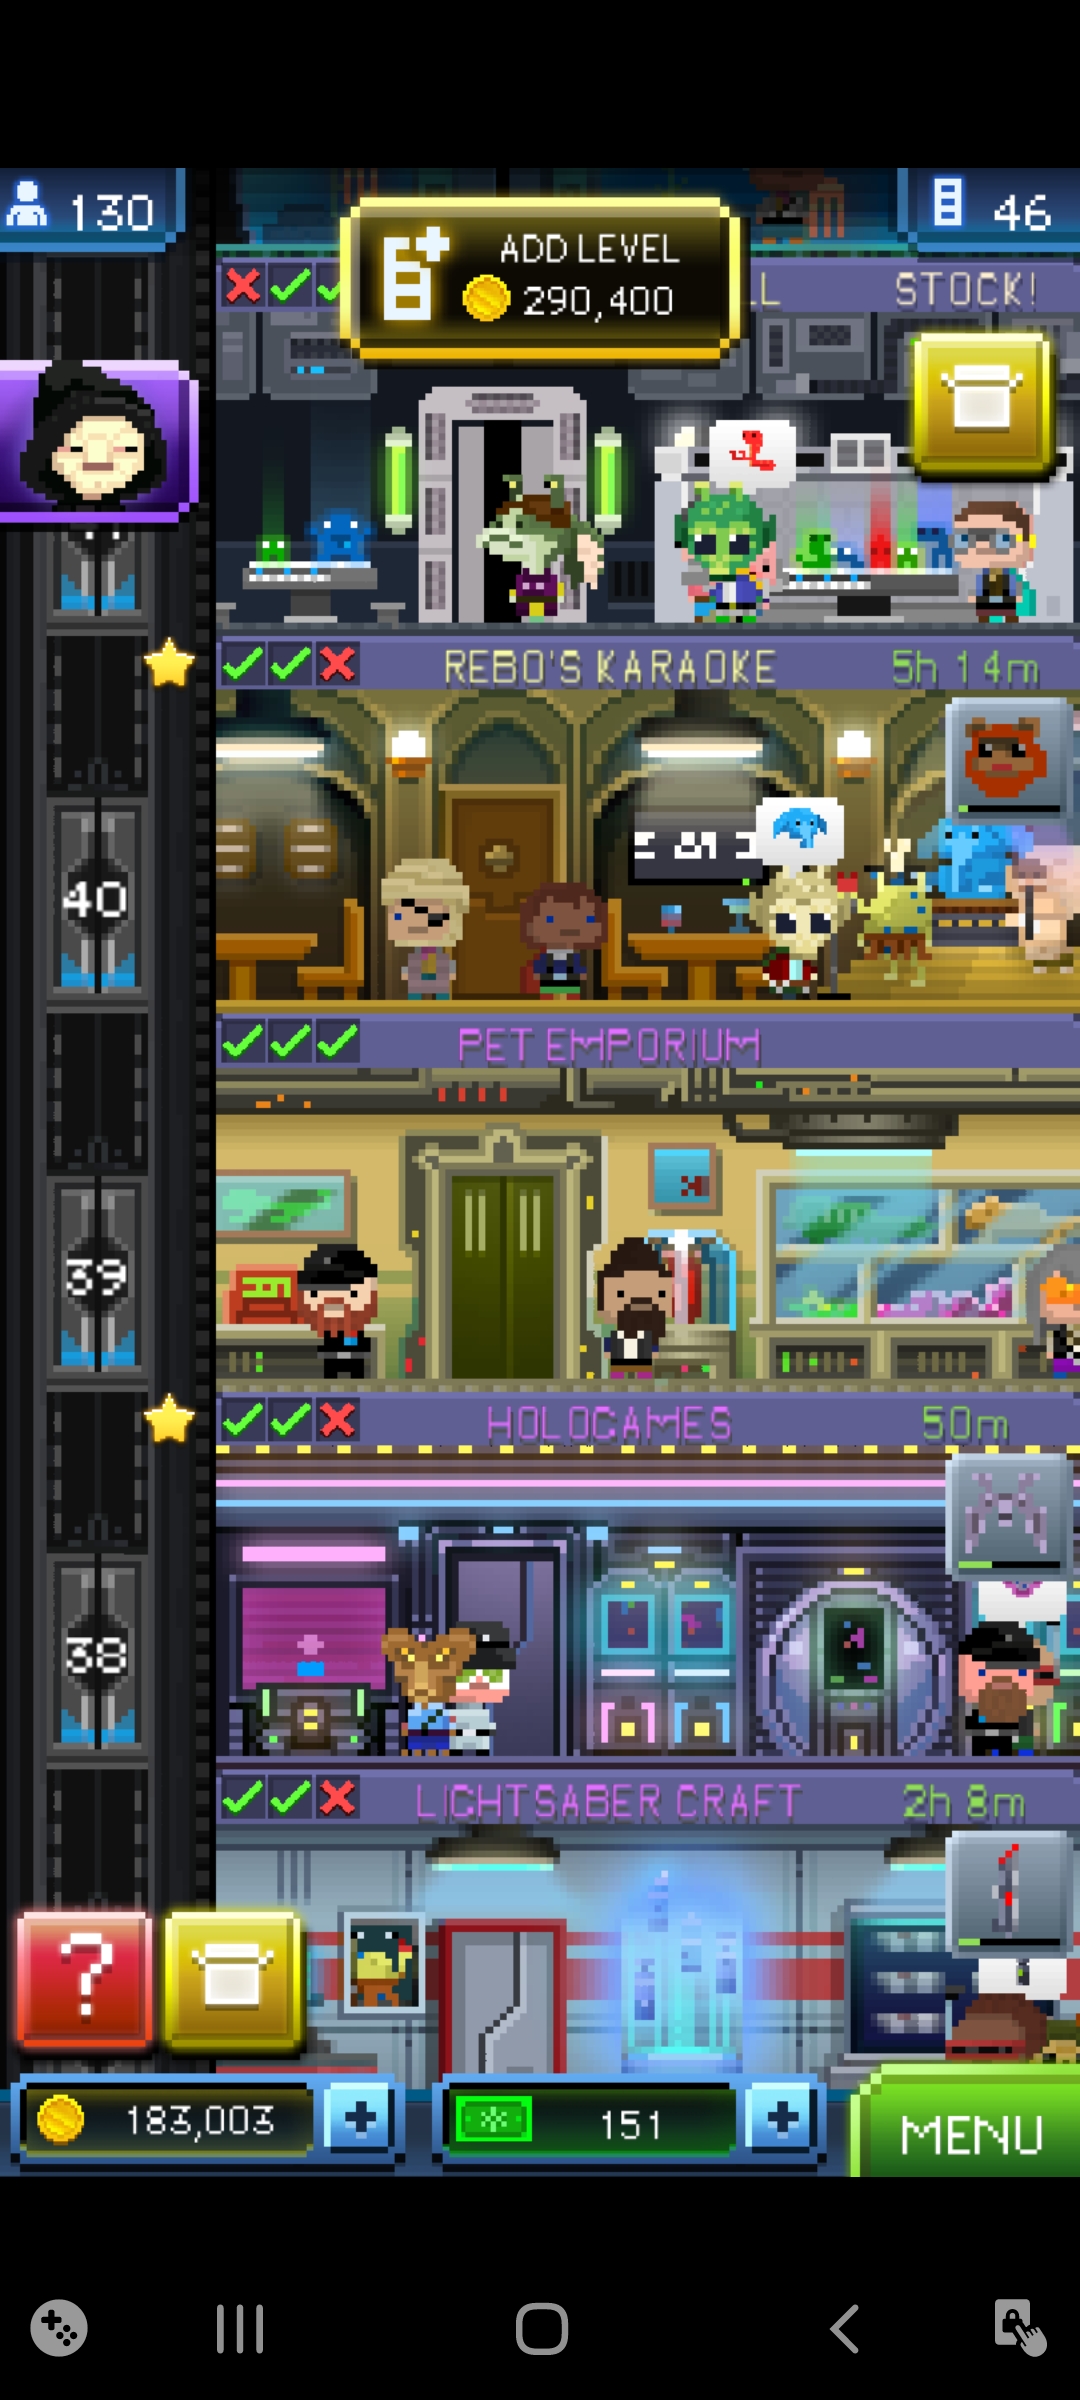 130
ADD LEVEL
290,400
46
LL
STOCK!
REBO'S KARAOKE
5h 14m
40
PET EMPORIUM
39
HOLOGAMES
50m
38
LIGHTSABER CRAFT
2h 8m
?
183,003
+
151
+
MENU